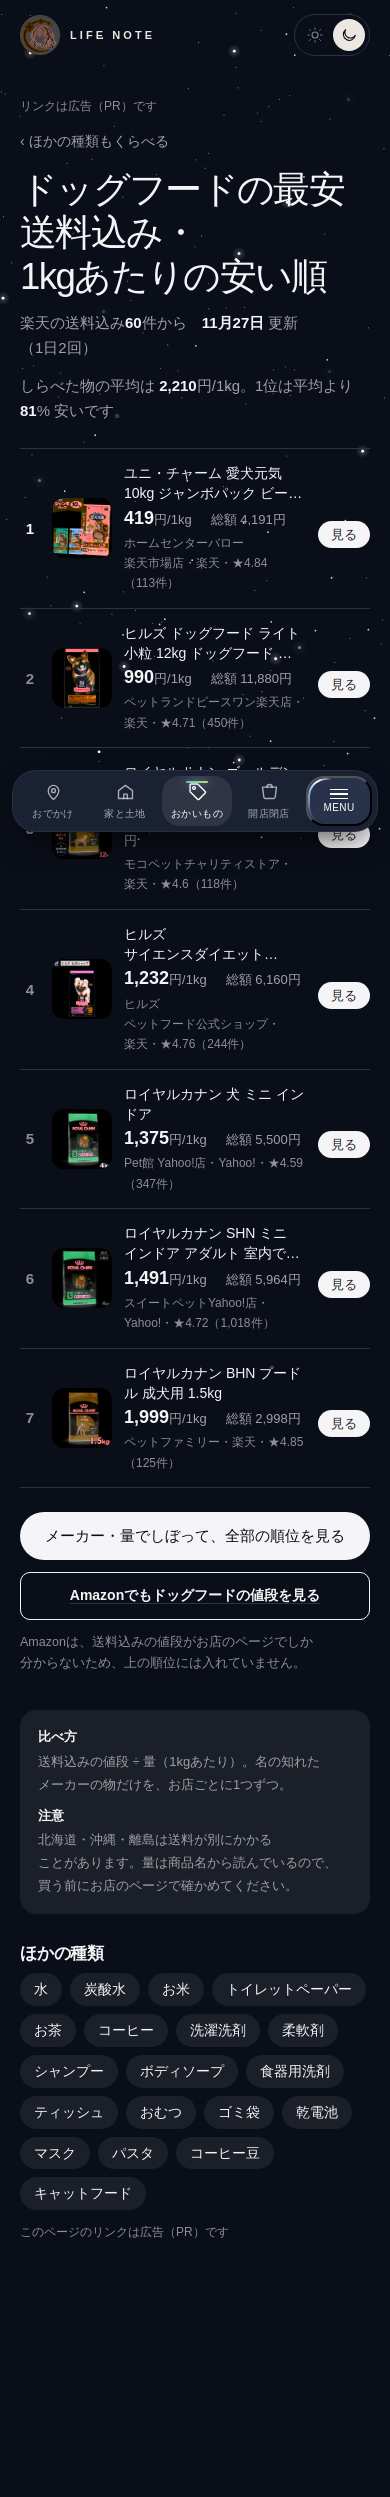 LIFE NOTE
リンクは広告（PR）です
‹ ほかの種類もくらべる
ドッグフードの最安
送料込み・
1kgあたりの安い順
楽天の送料込み60件から　11月27日 更新
（1日2回）
しらべた物の平均は 2,210円/1kg。1位は平均より
81% 安いです。
1
ユニ・チャーム 愛犬元気
10kg ジャンボパック ビー…
419円/1kg　総額 4,191円
ホームセンターバロー
楽天市場店・楽天・★4.84
（113件）
見る
2
ヒルズ ドッグフード ライト
小粒 12kg ドッグフード …
990円/1kg　総額 11,880円
ペットランドピースワン楽天店・
楽天・★4.71（450件）
見る
おでかけ
家と土地
おかいもの
開店閉店
MENU
円
モコペットチャリティストア・
楽天・★4.6（118件）
見る
4
ヒルズ
サイエンスダイエット…
1,232円/1kg　総額 6,160円
ヒルズ
ペットフード公式ショップ・
楽天・★4.76（244件）
見る
5
ロイヤルカナン 犬 ミニ イン
ドア
1,375円/1kg　総額 5,500円
Pet館 Yahoo!店・Yahoo!・★4.59
（347件）
見る
6
ロイヤルカナン SHN ミニ
インドア アダルト 室内で…
1,491円/1kg　総額 5,964円
スイートペットYahoo!店・
Yahoo!・★4.72（1,018件）
見る
7
ロイヤルカナン BHN プード
ル 成犬用 1.5kg
1,999円/1kg　総額 2,998円
ペットファミリー・楽天・★4.85
（125件）
見る
1.5kg
メーカー・量でしぼって、全部の順位を見る
Amazonでもドッグフードの値段を見る
Amazonは、送料込みの値段がお店のページでしか
分からないため、上の順位には入れていません。
比べ方
送料込みの値段 ÷ 量（1kgあたり）。名の知れた
メーカーの物だけを、お店ごとに1つずつ。
注意
北海道・沖縄・離島は送料が別にかかる
ことがあります。量は商品名から読んでいるので、
買う前にお店のページで確かめてください。
ほかの種類
水
炭酸水
お米
トイレットペーパー
お茶
コーヒー
洗濯洗剤
柔軟剤
シャンプー
ボディソープ
食器用洗剤
ティッシュ
おむつ
ゴミ袋
乾電池
マスク
パスタ
コーヒー豆
キャットフード
このページのリンクは広告（PR）です